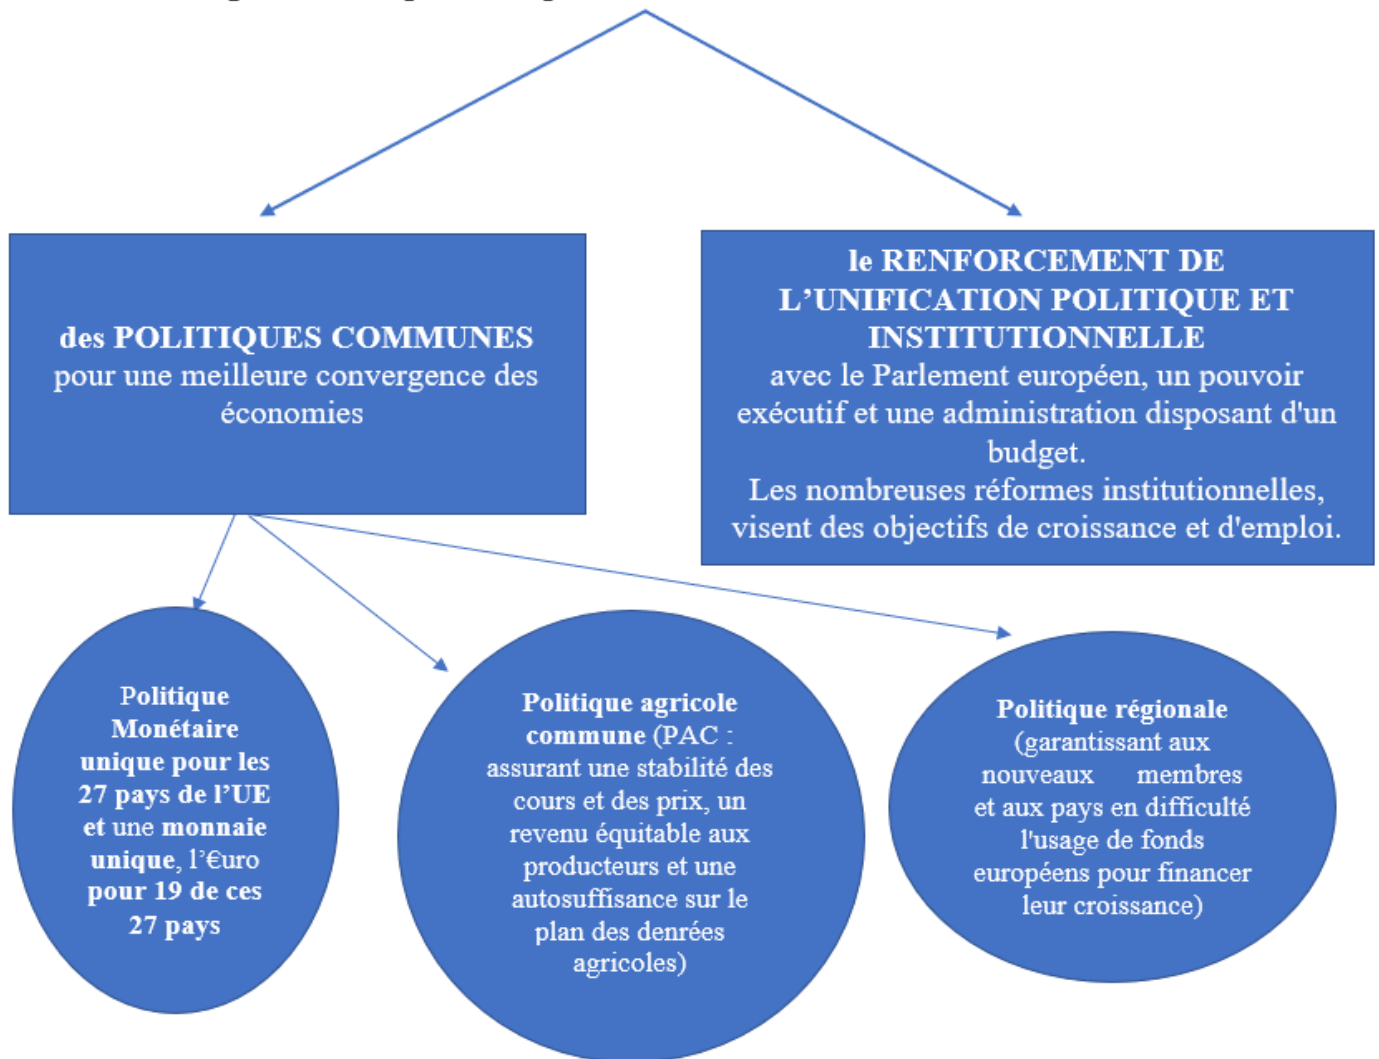 des POLITIQUES COMMUNES
pour une meilleure convergence des
économies
le RENFORCEMENT DE
L’UNIFICATION POLITIQUE ET
INSTITUTIONNELLE
avec le Parlement européen, un pouvoir
exécutif et une administration disposant d'un
budget.
Les nombreuses réformes institutionnelles,
visent des objectifs de croissance et d'emploi.
Politique
Monétaire
unique pour les
27 pays de l’UE
et une monnaie
unique, l’€uro
pour 19 de ces
27 pays
Politique agricole
commune (PAC :
assurant une stabilité des
cours et des prix, un
revenu équitable aux
producteurs et une
autosuffisance sur le
plan des denrées
agricoles)
Politique régionale
(garantissant aux
nouveaux membres
et aux pays en difficulté
l'usage de fonds
européens pour financer
leur croissance)